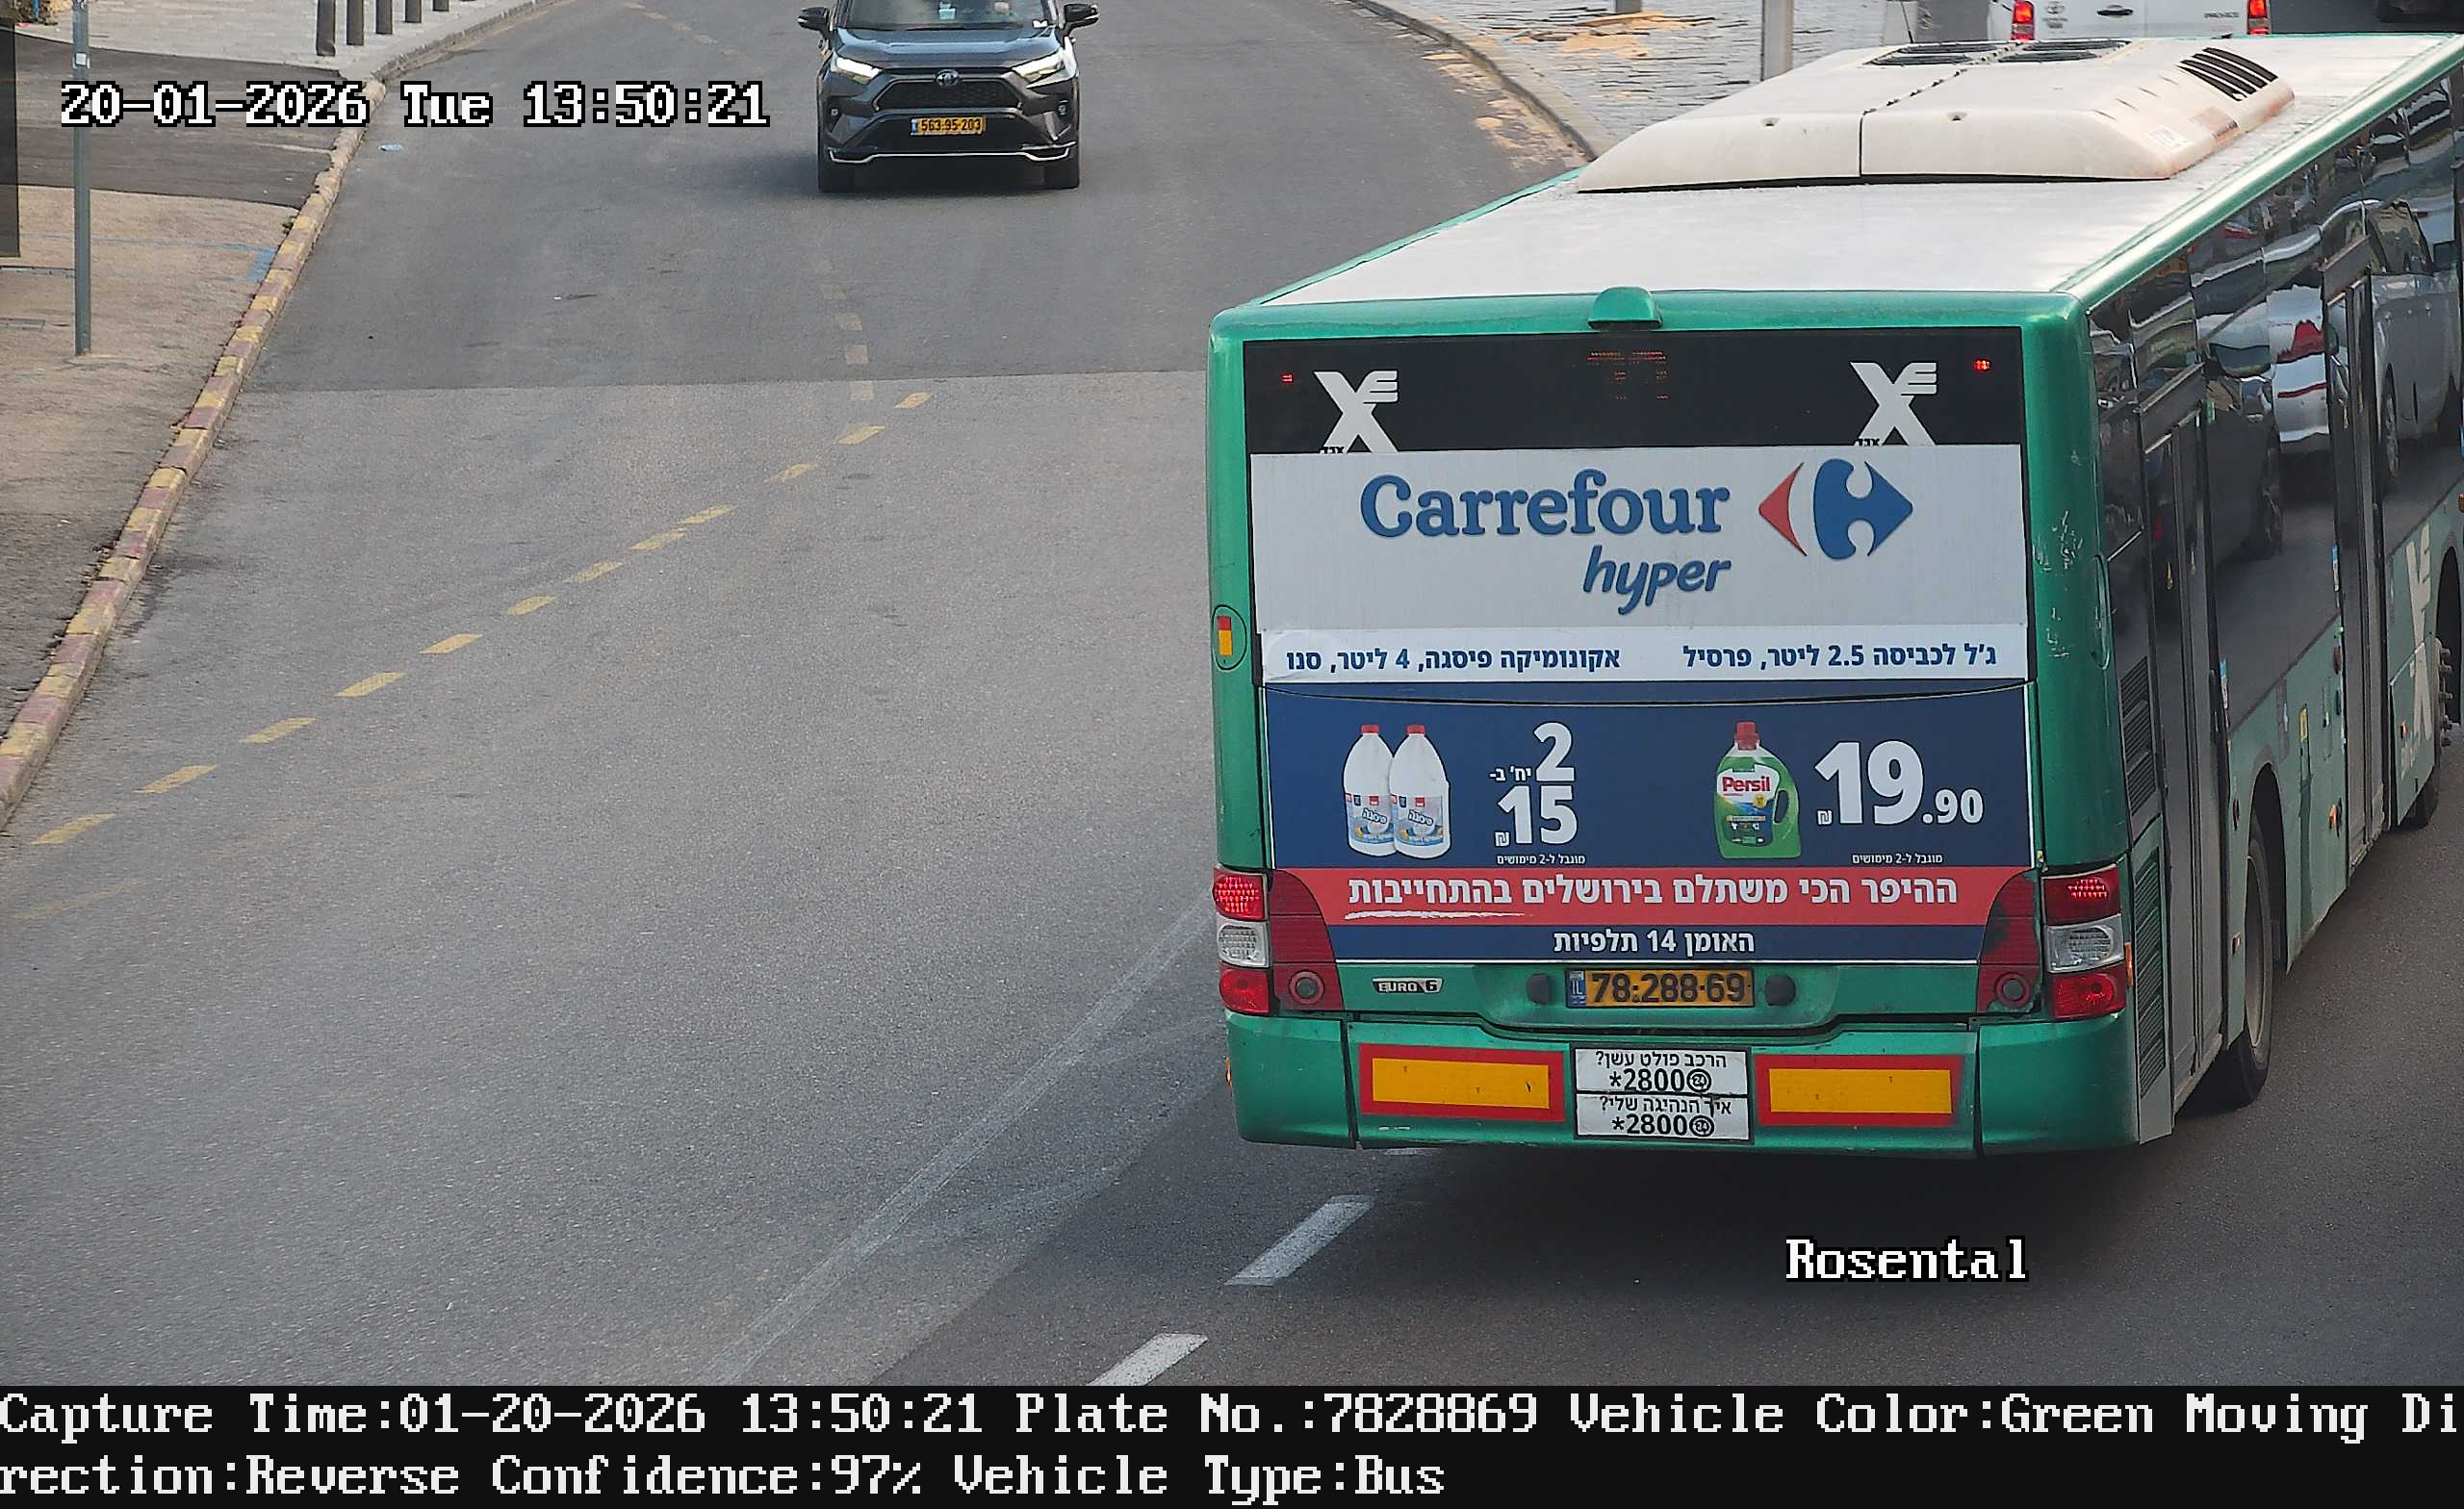 20-01-2026 Tue 13:50:21
563-95-203
Carrefour
hyper
ג'ל לכביסה 2.5 ליטר, פרסיל
אקונומיקה פיסגה, 4 ליטר, סנו
Persil
19.90 ₪
מוגבל ל-2 מימושים
2 יח' ב-
15 ₪
מוגבל ל-2 מימושים
ההיפר הכי משתלם בירושלים בהתחייבות
האומן 14 תלפיות
EURO 6
78:288·69
הרכב פולט עשן?
*2800
איך הנהיגה שלי?
*2800
Rosental
Capture Time:01-20-2026 13:50:21 Plate No.:7828869 Vehicle Color:Green Moving Di
rection:Reverse Confidence:97% Vehicle Type:Bus